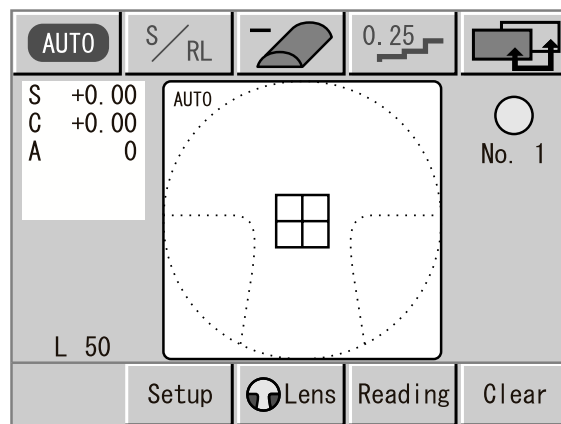 AUTO
S/RL
0.25
S +0.00
C +0.00
A 0
AUTO
No. 1
L 50
Setup
Lens
Reading
Clear